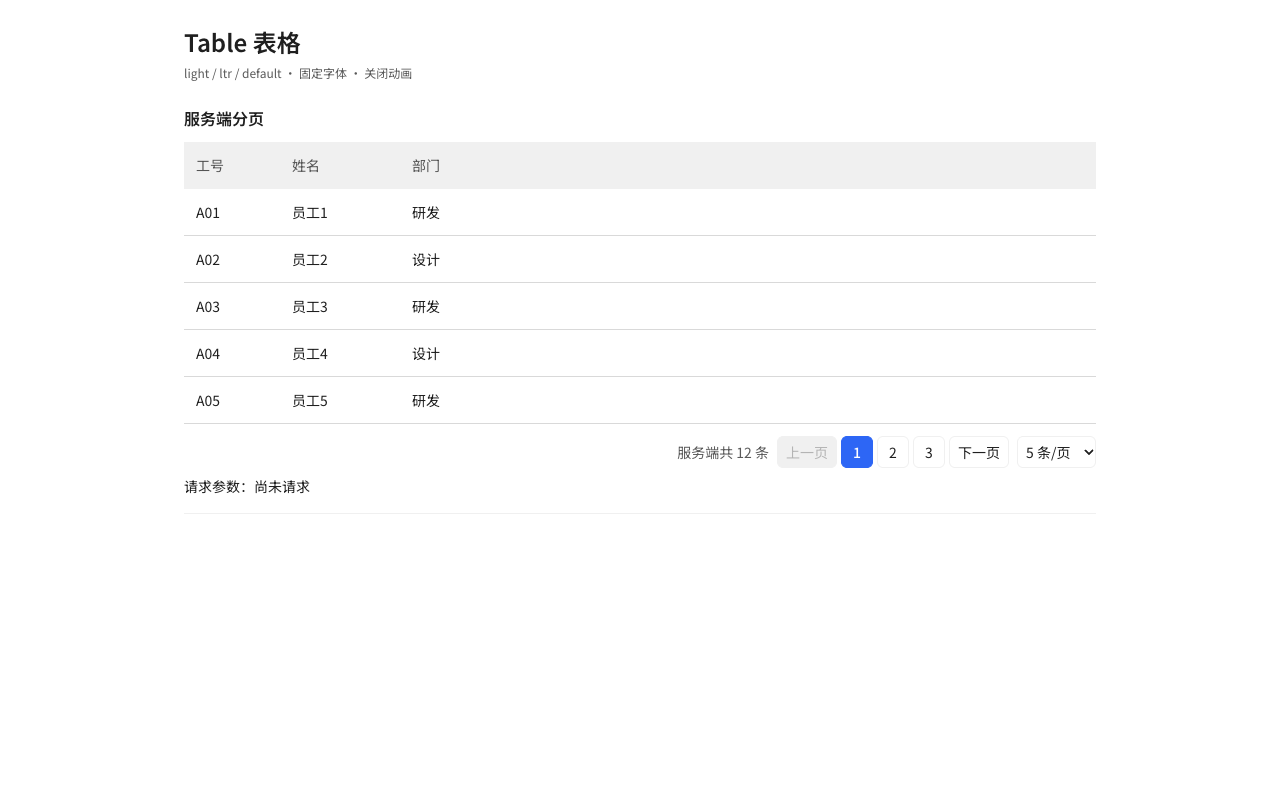 Table 表格
light / ltr / default • 固定字体 • 关闭动画
服务端分页
工号 姓名 部门
A01 员工1 研发
A02 员工2 设计
A03 员工3 研发
A04 员工4 设计
A05 员工5 研发
服务端共 12 条 上一页 1 2 3 下一页 5 条/页
请求参数：尚未请求